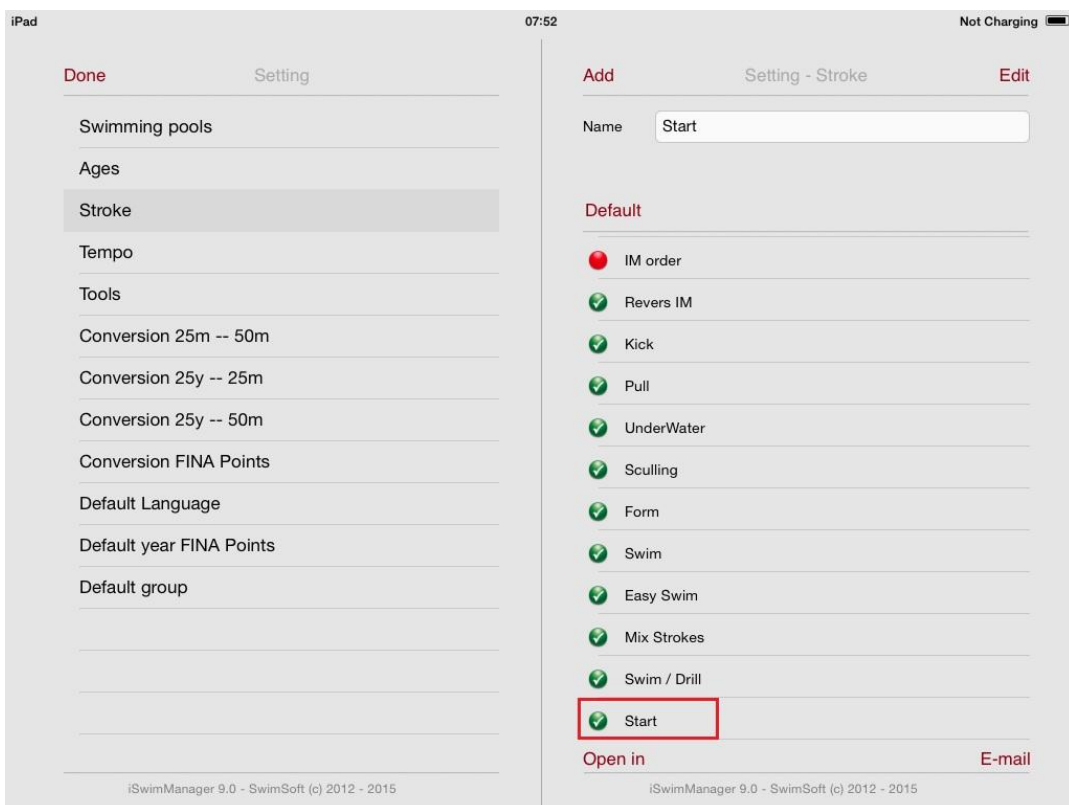 iPad 07:52 Not Charging
Done Setting
Swimming pools
Ages
Stroke
Tempo
Tools
Conversion 25m -- 50m
Conversion 25y -- 25m
Conversion 25y -- 50m
Conversion FINA Points
Default Language
Default year FINA Points
Default group
iSwimManager 9.0 - SwimSoft (c) 2012 - 2015
Add Setting - Stroke Edit
Name Start
Default
IM order
Revers IM
Kick
Pull
UnderWater
Sculling
Form
Swim
Easy Swim
Mix Strokes
Swim / Drill
Start
Open in E-mail
iSwimManager 9.0 - SwimSoft (c) 2012 - 2015